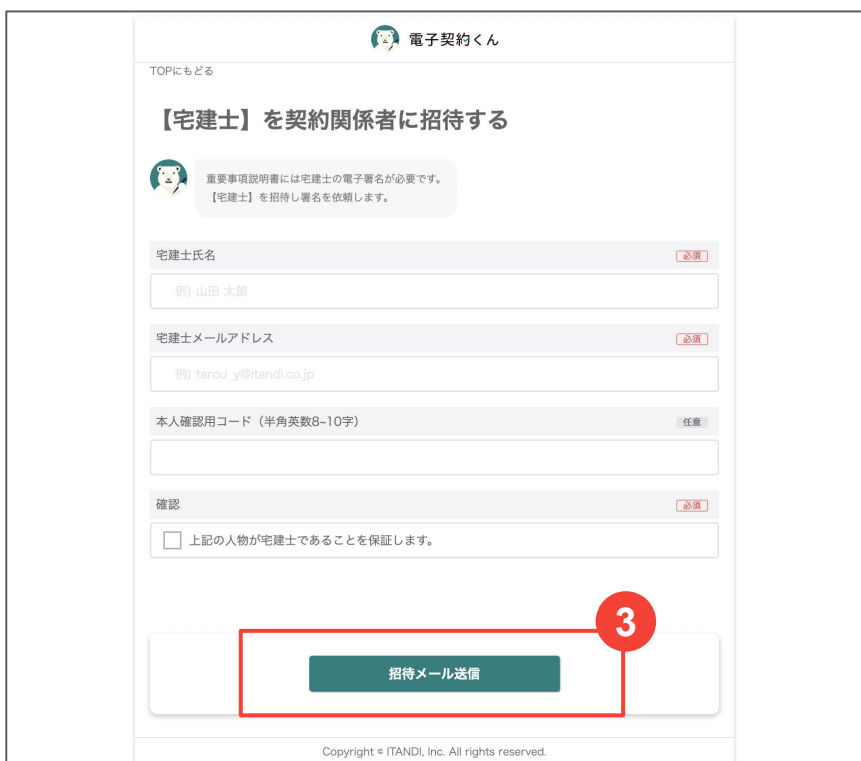 電子契約くん
TOPにもどる
【宅建士】を契約関係者に招待する
重要事項説明書には宅建士の電子署名が必要です。
【宅建士】を招待し署名を依頼します。
宅建士氏名 必須
例) 山田 太郎
宅建士メールアドレス 必須
例) tarou_y@itandi.co.jp
本人確認用コード（半角英数8~10字） 任意
確認 必須
上記の人物が宅建士であることを保証します。
3
招待メール送信
Copyright © ITANDI, Inc. All rights reserved.